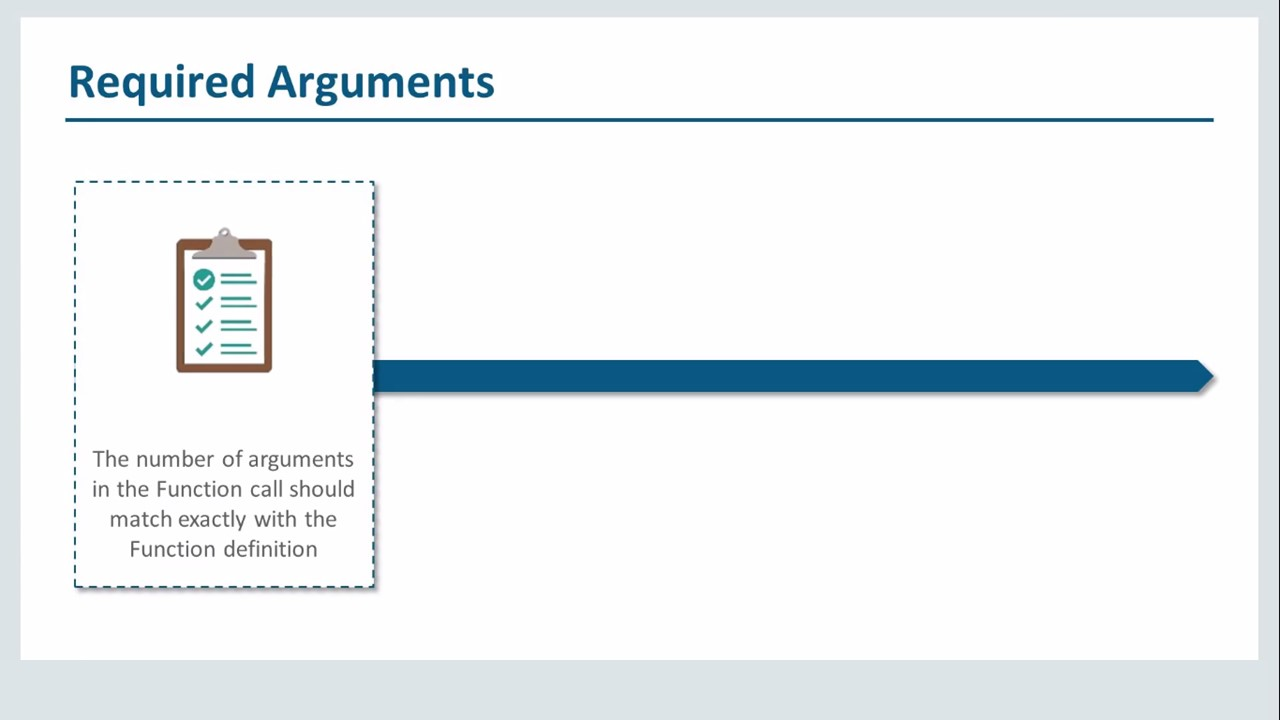 Required Arguments
The number of arguments
in the Function call should
match exactly with the
Function definition